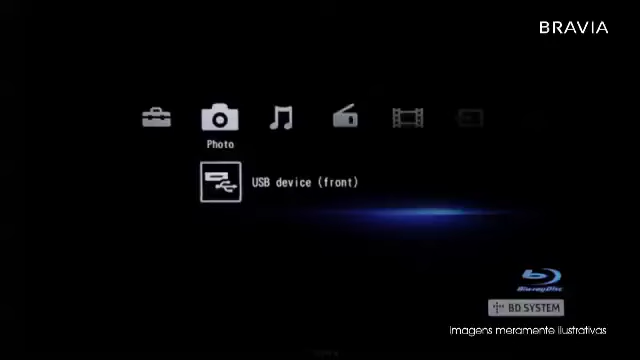 BRAVIA
Photo
USB device (front)
Blu-ray Disc
BD SYSTEM
Imagens meramente ilustrativas